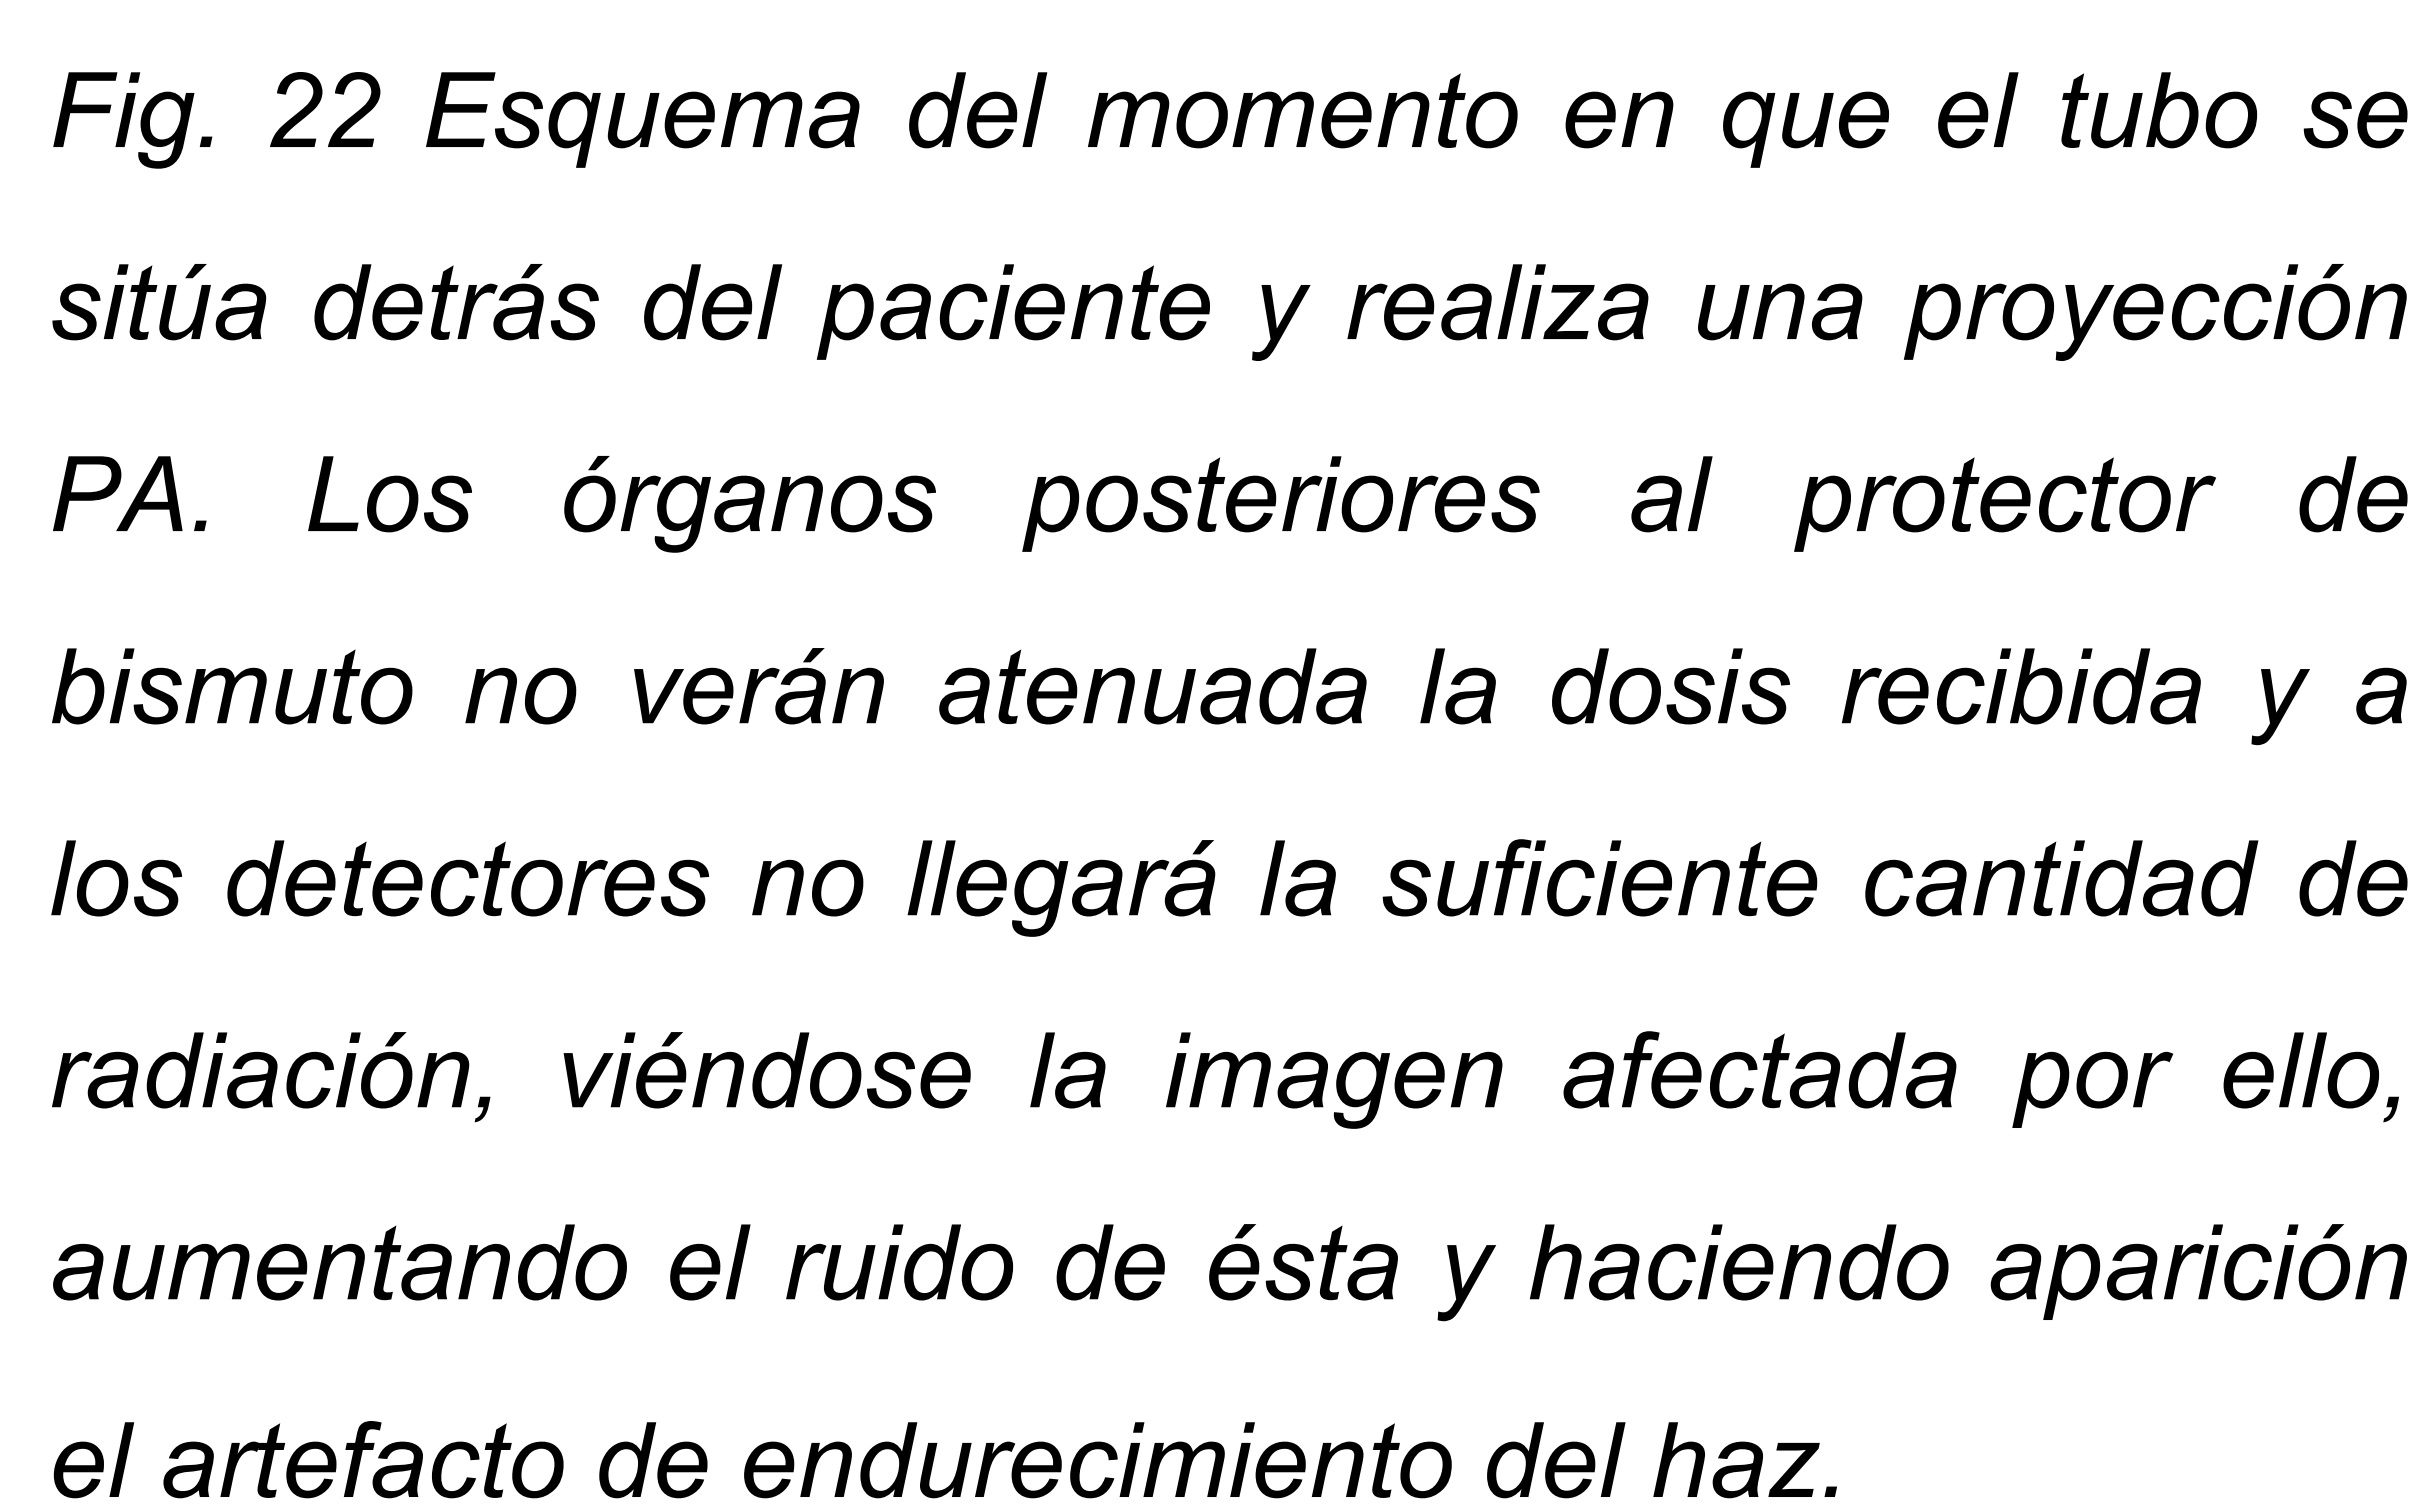 Fig. 22 Esquema del momento en que el tubo se
sitúa detrás del paciente y realiza una proyección
PA. Los órganos posteriores al protector de
bismuto no verán atenuada la dosis recibida y a
los detectores no llegará la suficiente cantidad de
radiación, viéndose la imagen afectada por ello,
aumentando el ruido de ésta y haciendo aparición
el artefacto de endurecimiento del haz.